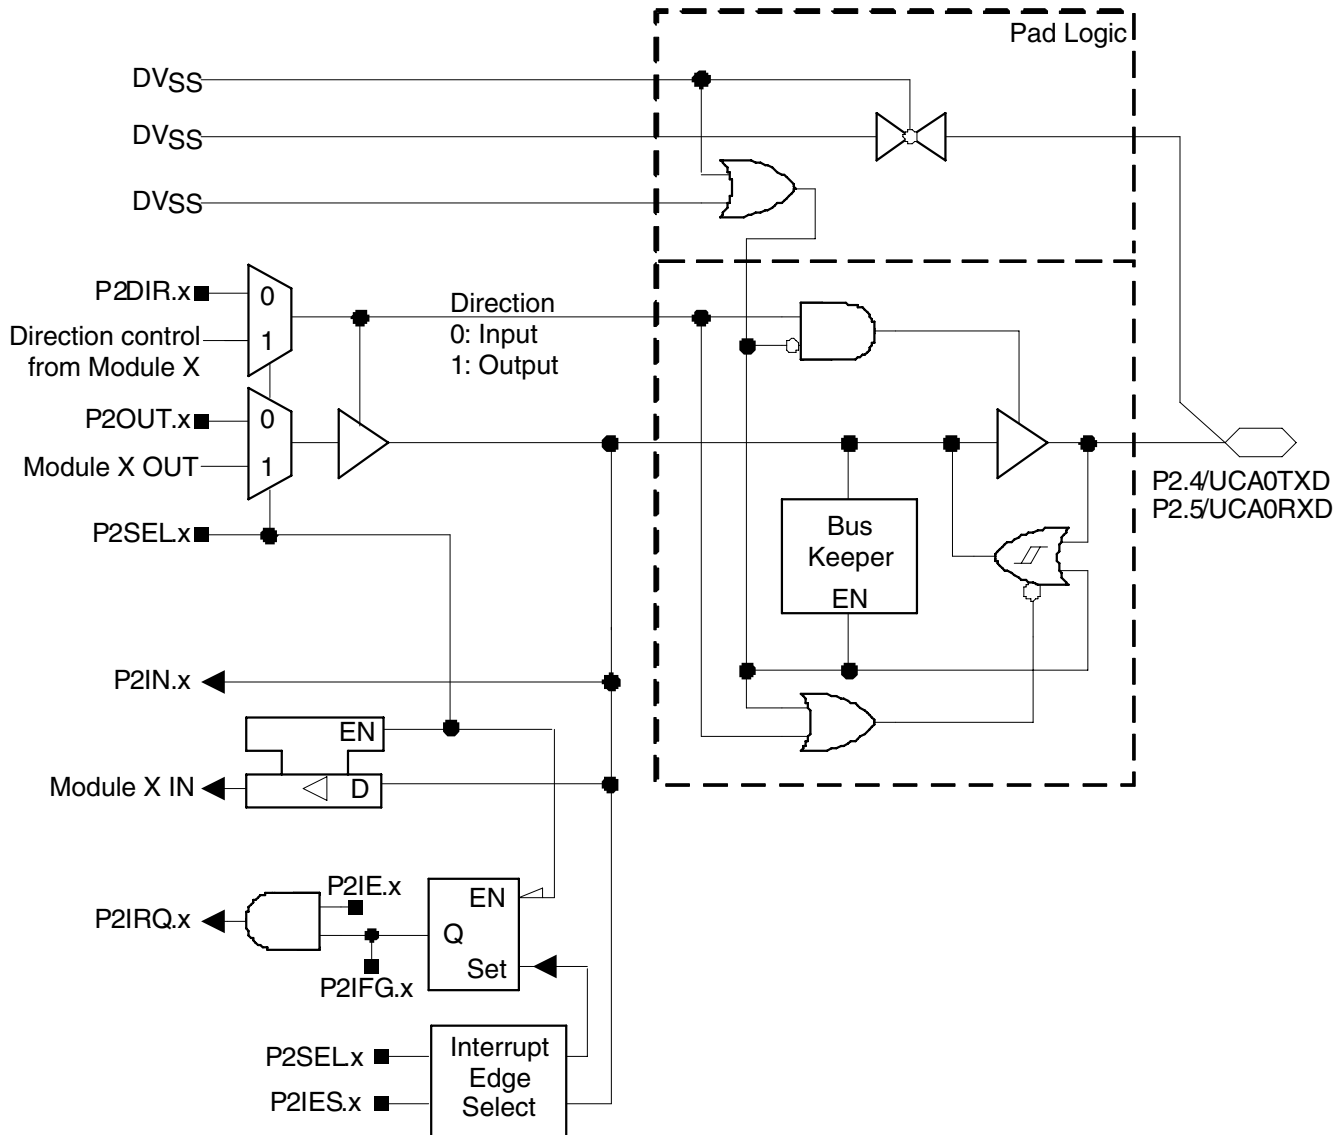 Pad Logic
DVSS
DVSS
DVSS
P2DIR.x
0
Direction control
from Module X
1
Direction
0: Input
1: Output
P2OUT.x
0
Module X OUT
1
P2SEL.x
P2.4/UCA0TXD
P2.5/UCA0RXD
Bus
Keeper
EN
P2IN.x
EN
Module X IN
D
P2IE.x
P2IRQ.x
EN
Q
Set
P2IFG.x
P2SEL.x
P2IES.x
Interrupt
Edge
Select